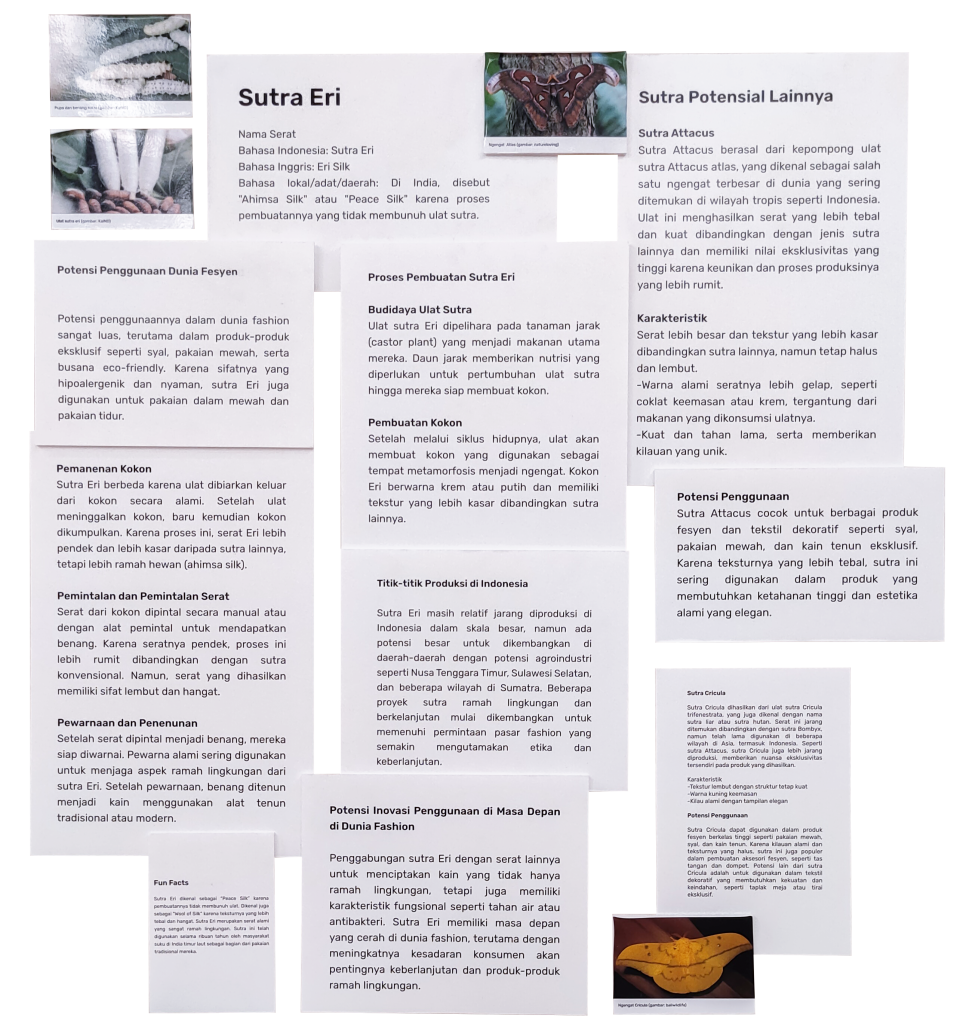 Pupa dan benang eri
Ulat sutra eri (gambar:
Sutra Eri
Nama Serat
Bahasa Indonesia: Sutra Eri
Bahasa Inggris: Eri Silk
Bahasa lokal/adat/daerah: Di India, disebut
"Ahimsa Silk" atau "Peace Silk" karena proses
pembuatannya yang tidak membunuh ulat sutra.
Potensi Penggunaan Dunia Fesyen
Potensi penggunaannya dalam dunia fashion
sangat luas, terutama dalam produk-produk
eksklusif seperti syal, pakaian mewah, serta
busana eco-friendly. Karena sifatnya yang
hipoalergenik dan nyaman, sutra Eri juga
digunakan untuk pakaian dalam mewah dan
pakaian tidur.
Pemanenan Kokon
Sutra Eri berbeda karena ulat dibiarkan keluar
dari kokon secara alami. Setelah ulat
meninggalkan kokon, baru kemudian kokon
dikumpulkan. Karena proses ini, serat Eri lebih
pendek dan lebih kasar daripada sutra lainnya,
tetapi lebih ramah hewan (ahimsa silk).
Pemintalan dan Pemintalan Serat
Serat dari kokon dipintal secara manual atau
dengan alat pemintal untuk mendapatkan
benang. Karena seratnya pendek, proses ini
lebih rumit dibandingkan dengan sutra
konvensional. Namun, serat yang dihasilkan
memiliki sifat lembut dan hangat.
Pewarnaan dan Penenunan
Setelah serat dipintal menjadi benang, mereka
siap diwarnai. Pewarna alami sering digunakan
untuk menjaga aspek ramah lingkungan dari
sutra Eri. Setelah pewarnaan, benang ditenun
menjadi kain menggunakan alat tenun
tradisional atau modern.
Fun Facts
Sutra Eri dikenal sebagai "Peace Silk" karena
pembuatannya tidak membunuh ulat. Dikenal juga
sebagai "Wool of Silk" karena teksturnya yang lebih
tebal dan hangat. Sutra Eri merupakan serat alami
yang sangat ramah lingkungan. Sutra ini telah
digunakan selama ribuan tahun oleh masyarakat
suku di India timur laut sebagai bagian dari pakaian
tradisional mereka.
Proses Pembuatan Sutra Eri
Budidaya Ulat Sutra
Ulat sutra Eri dipelihara pada tanaman jarak
(castor plant) yang menjadi makanan utama
mereka. Daun jarak memberikan nutrisi yang
diperlukan untuk pertumbuhan ulat sutra
hingga mereka siap membuat kokon.
Pembuatan Kokon
Setelah melalui siklus hidupnya, ulat akan
membuat kokon yang digunakan sebagai
tempat metamorfosis menjadi ngengat. Kokon
Eri berwarna krem atau putih dan memiliki
tekstur yang lebih kasar dibandingkan sutra
lainnya.
Titik-titik Produksi di Indonesia
Sutra Eri masih relatif jarang diproduksi di
Indonesia dalam skala besar, namun ada
potensi besar untuk dikembangkan di
daerah-daerah dengan potensi agroindustri
seperti Nusa Tenggara Timur, Sulawesi Selatan,
dan beberapa wilayah di Sumatra. Beberapa
proyek sutra ramah lingkungan dan
berkelanjutan mulai dikembangkan untuk
memenuhi permintaan pasar fashion yang
semakin mengutamakan etika dan
keberlanjutan.
Potensi Inovasi Penggunaan di Masa Depan
di Dunia Fashion
Penggabungan sutra Eri dengan serat lainnya
untuk menciptakan kain yang tidak hanya
ramah lingkungan, tetapi juga memiliki
karakteristik fungsional seperti tahan air atau
antibakteri. Sutra Eri memiliki masa depan
yang cerah di dunia fashion, terutama dengan
meningkatnya kesadaran konsumen akan
pentingnya keberlanjutan dan produk-produk
ramah lingkungan.
Ngengat Atlas (gambar:
Sutra Potensial Lainnya
Sutra Attacus
Sutra Attacus berasal dari kepompong ulat
sutra Attacus atlas, yang dikenal sebagai salah
satu ngengat terbesar di dunia yang sering
ditemukan di wilayah tropis seperti Indonesia.
Ulat ini menghasilkan serat yang lebih tebal
dan kuat dibandingkan dengan jenis sutra
lainnya dan memiliki nilai eksklusivitas yang
tinggi karena keunikan dan proses produksinya
yang lebih rumit.
Karakteristik
Serat lebih besar dan tekstur yang lebih kasar
dibandingkan sutra lainnya, namun tetap halus
dan lembut.
-Warna alami seratnya lebih gelap, seperti
coklat keemasan atau krem, tergantung dari
makanan yang dikonsumsi ulatnya.
-Kuat dan tahan lama, serta memberikan
kilauan yang unik.
Potensi Penggunaan
Sutra Attacus cocok untuk berbagai produk
fesyen dan tekstil dekoratif seperti syal,
pakaian mewah, dan kain tenun eksklusif.
Karena teksturnya yang lebih tebal, sutra ini
sering digunakan dalam produk yang
membutuhkan ketahanan tinggi dan estetika
alami yang elegan.
Sutra Cricula
Sutra Cricula dihasilkan dari ulat sutra Cricula
trifenestrata, yang juga dikenal dengan nama
sutra liar atau sutra hutan. Serat ini jarang
ditemukan dibandingkan dengan sutra Bombyx,
namun telah lama digunakan di beberapa
wilayah di Asia, termasuk Indonesia. Seperti
sutra Attacus, sutra Cricula juga lebih jarang
diproduksi, memberikan nuansa eksklusivitas
tersendiri pada produk yang dihasilkan.
Karakteristik
-Tekstur lembut dengan struktur tetap kuat
-Warna kuning keemasan
-Kilau alami dengan tampilan elegan
Potensi Penggunaan
Sutra Cricula dapat digunakan dalam produk
fesyen berkelas tinggi seperti pakaian mewah,
syal, dan kain tenun. Karena kilauan alami dan
teksturnya yang halus, sutra ini juga populer
dalam pembuatan aksesori fesyen, seperti tas
tangan dan dompet. Potensi lain dari sutra
Cricula adalah untuk digunakan dalam tekstil
dekoratif yang membutuhkan kekuatan dan
keindahan, seperti taplak meja atau tirai
eksklusif.
Ngengat Cricula (gambar: